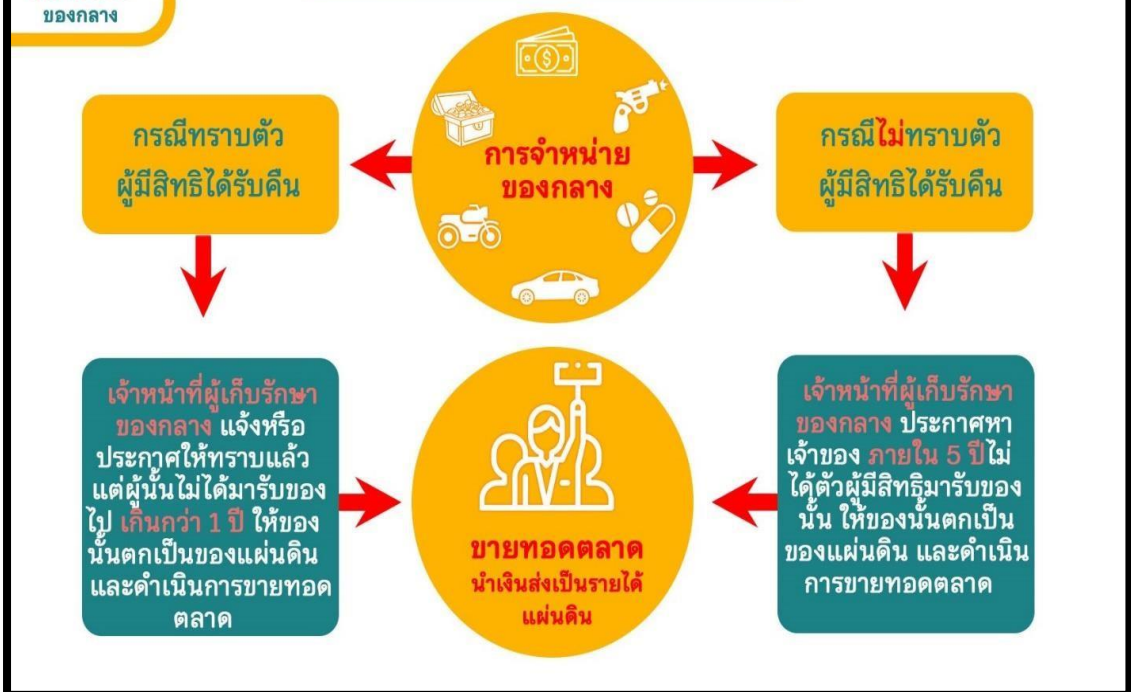 ของกลาง
การจำหน่าย
ของกลาง
กรณีทราบตัว
ผู้มีสิทธิได้รับคืน
กรณีไม่ทราบตัว
ผู้มีสิทธิได้รับคืน
เจ้าหน้าที่ผู้เก็บรักษา
ของกลาง แจ้งหรือ
ประกาศให้ทราบแล้ว
แต่ผู้นั้นไม่ได้มารับของ
ไป เกินกว่า 1 ปี ให้ของ
นั้นตกเป็นของแผ่นดิน
และดำเนินการขายทอด
ตลาด
ขายทอดตลาด
นำเงินส่งเป็นรายได้
แผ่นดิน
เจ้าหน้าที่ผู้เก็บรักษา
ของกลาง ประกาศหา
เจ้าของ ภายใน 5 ปีไม่
ได้ตัวผู้มีสิทธิมารับของ
นั้น ให้ของนั้นตกเป็น
ของแผ่นดิน และดำเนิน
การขายทอดตลาด